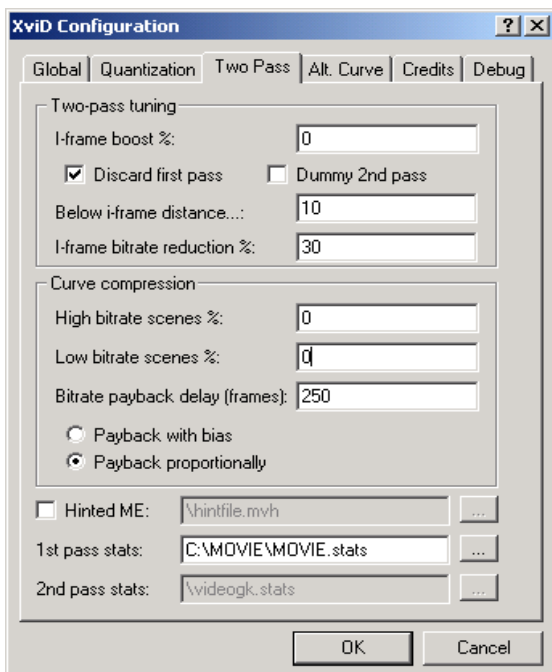 XviD Configuration
Global Quantization Two Pass Alt. Curve Credits Debug
Two-pass tuning
I-frame boost %: 0
Discard first pass Dummy 2nd pass
Below i-frame distance...: 10
I-frame bitrate reduction %: 30
Curve compression
High bitrate scenes %: 0
Low bitrate scenes %: 0
Bitrate payback delay (frames): 250
Payback with bias
Payback proportionally
Hinted ME: \hintfile.mvh ...
1st pass stats: C:\MOVIE\MOVIE.stats ...
2nd pass stats: \videogk.stats ...
OK Cancel